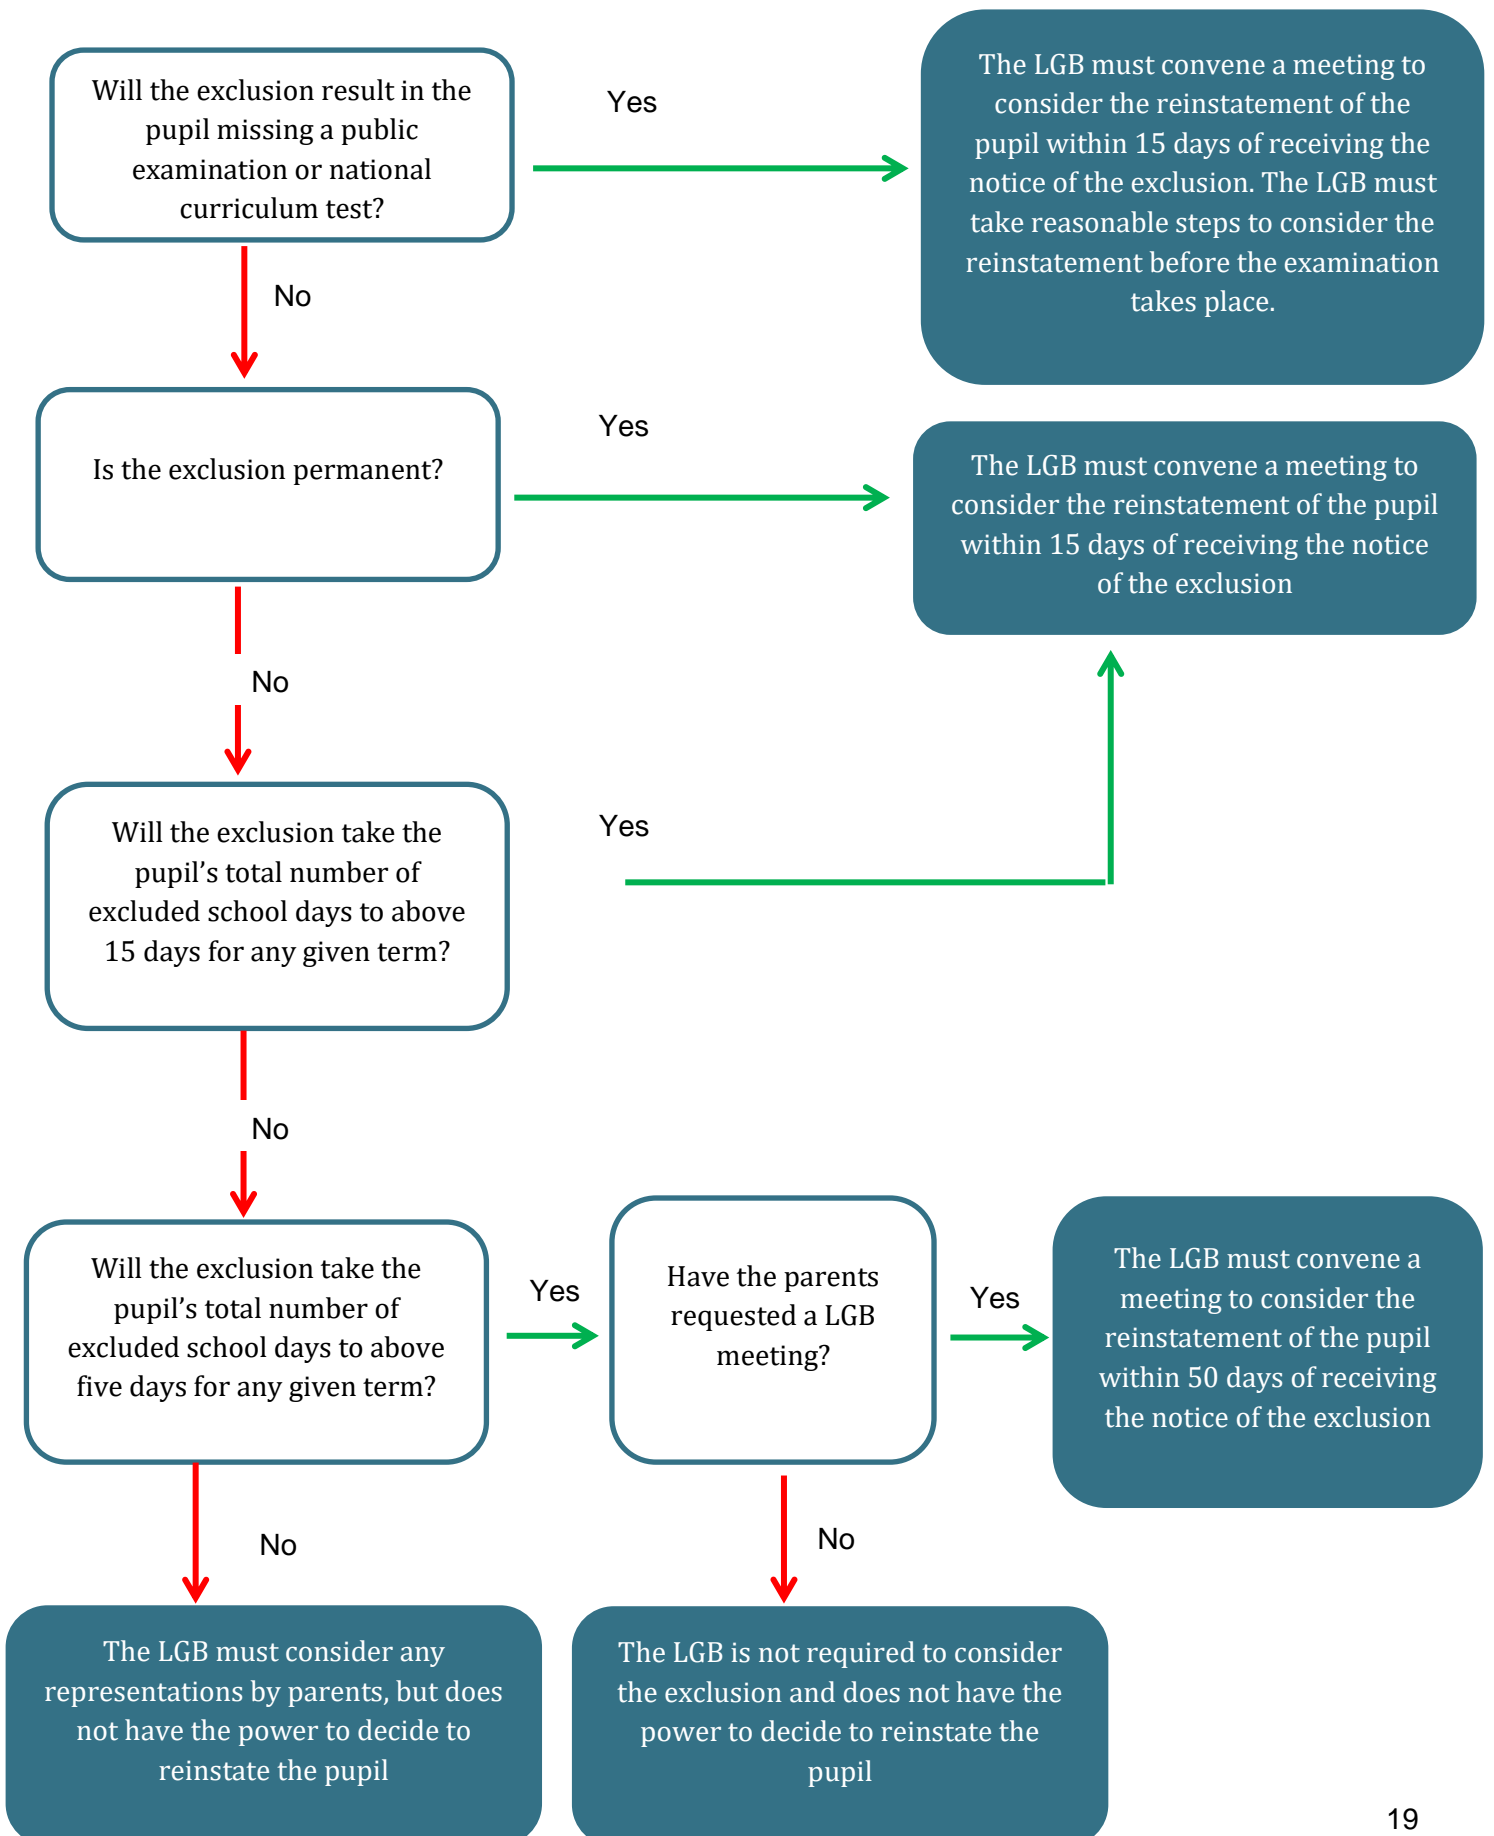 Will the exclusion result in the
pupil missing a public
examination or national
curriculum test?
Yes
The LGB must convene a meeting to
consider the reinstatement of the
pupil within 15 days of receiving the
notice of the exclusion. The LGB must
take reasonable steps to consider the
reinstatement before the examination
takes place.
No
Is the exclusion permanent?
Yes
The LGB must convene a meeting to
consider the reinstatement of the pupil
within 15 days of receiving the notice
of the exclusion
No
Will the exclusion take the
pupil’s total number of
excluded school days to above
15 days for any given term?
Yes
No
Will the exclusion take the
pupil’s total number of
excluded school days to above
five days for any given term?
Yes
Have the parents
requested a LGB
meeting?
Yes
The LGB must convene a
meeting to consider the
reinstatement of the pupil
within 50 days of receiving
the notice of the exclusion
No
No
The LGB must consider any
representations by parents, but does
not have the power to decide to
reinstate the pupil
The LGB is not required to consider
the exclusion and does not have the
power to decide to reinstate the
pupil
19